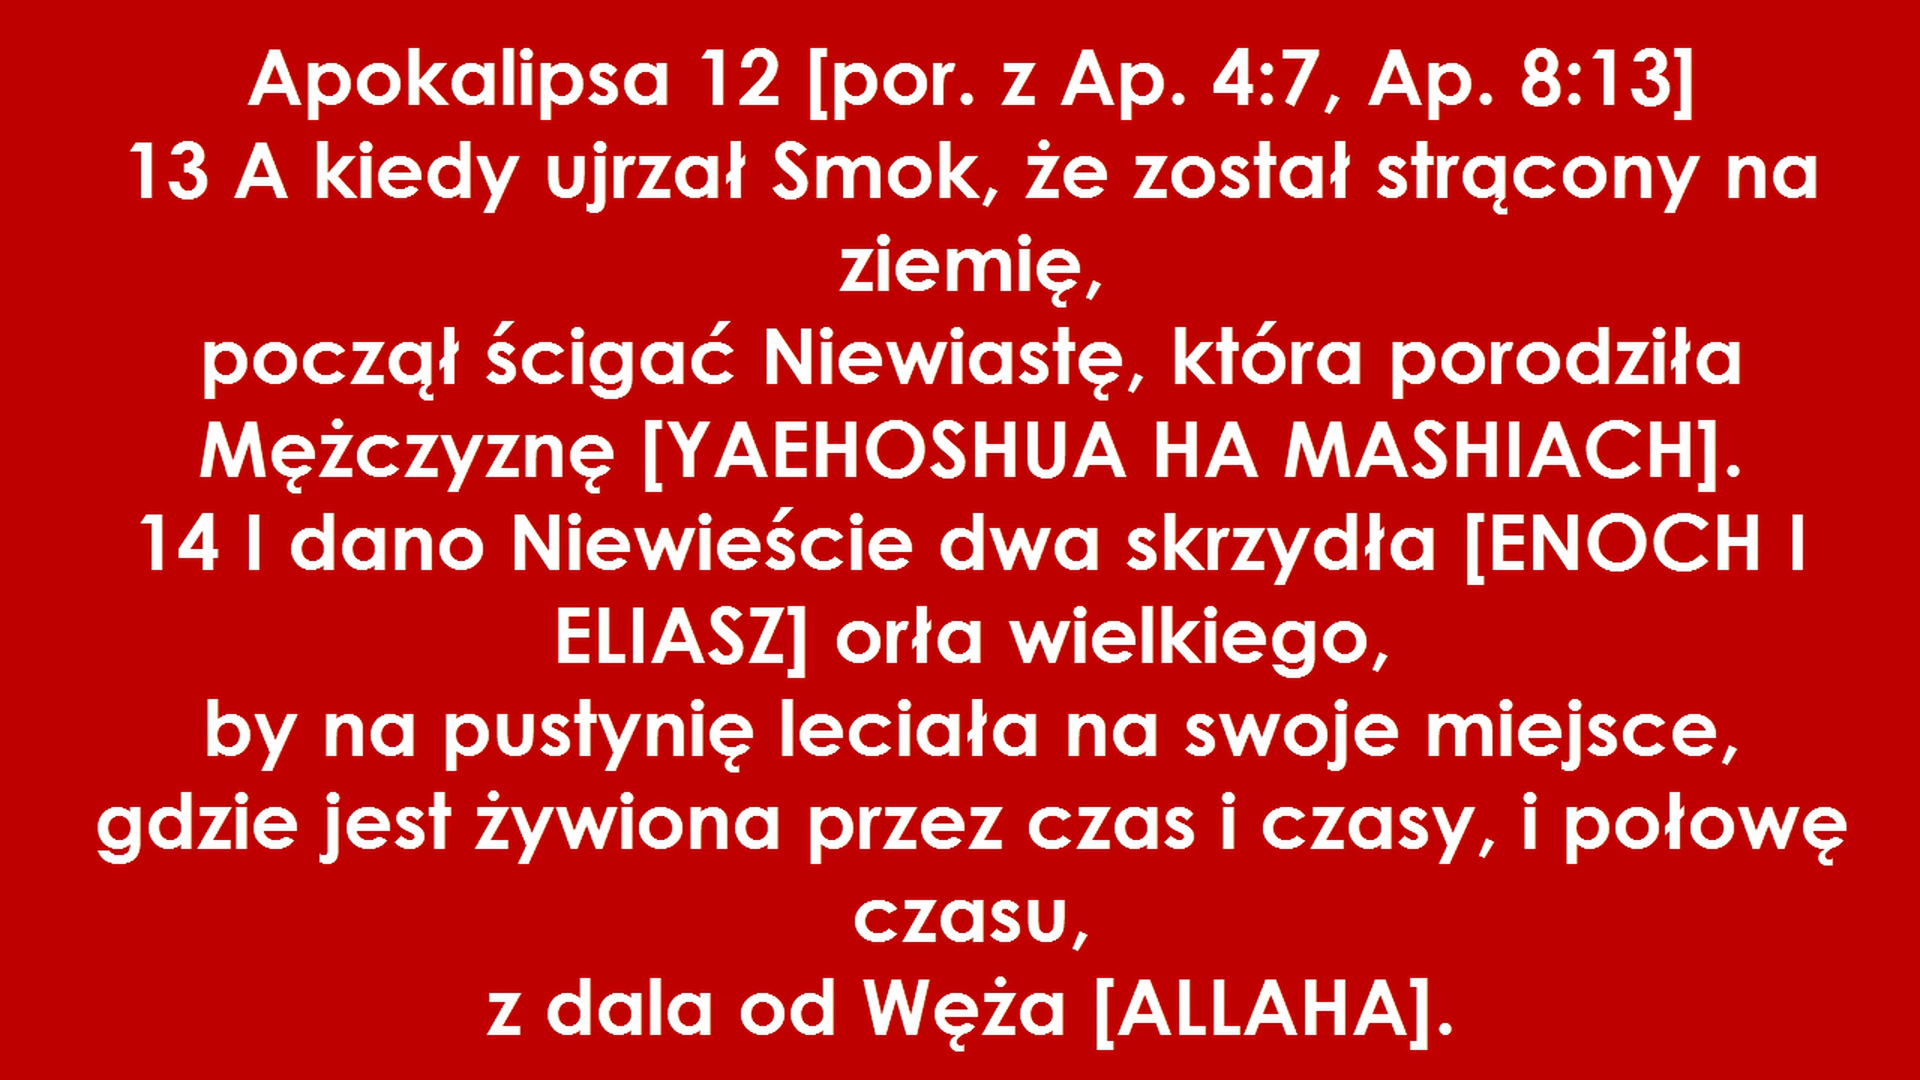 Apokalipsa 12 [por. z Ap. 4:7, Ap. 8:13]
13 A kiedy ujrzał Smok, że został strącony na
ziemię,
począł ścigać Niewiastę, która porodziła
Mężczyznę [YAEHOSHUA HA MASHIACH].
14 I dano Niewieście dwa skrzydła [ENOCH I
ELIASZ] orła wielkiego,
by na pustynię leciała na swoje miejsce,
gdzie jest żywiona przez czas i czasy, i połowę
czasu,
z dala od Węża [ALLAHA].